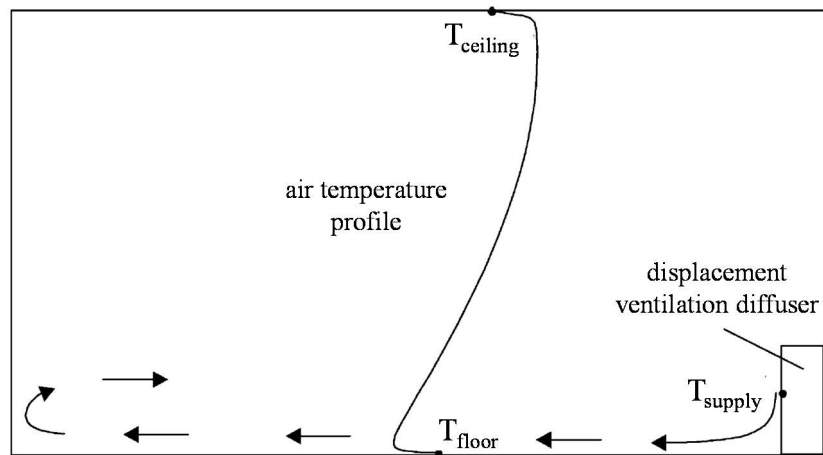 T_ceiling
air temperature
profile
displacement
ventilation diffuser
T_supply
T_floor